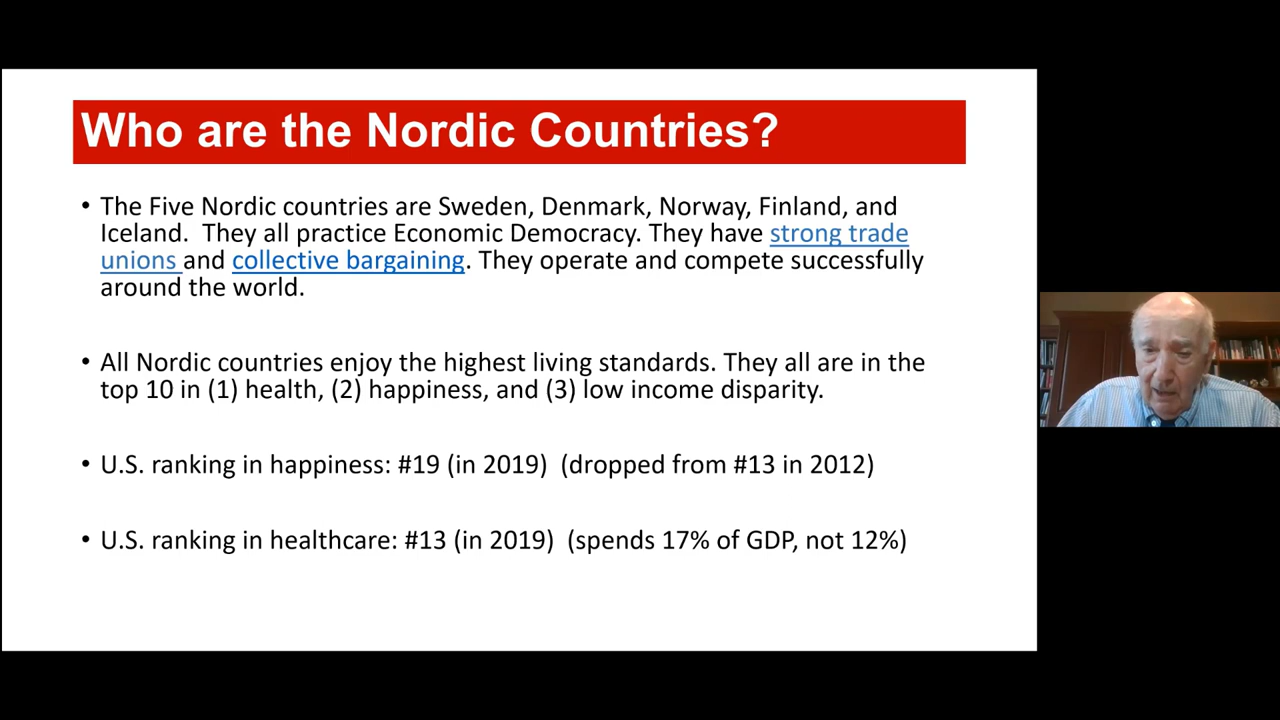 Who are the Nordic Countries?
• The Five Nordic countries are Sweden, Denmark, Norway, Finland, and
Iceland.  They all practice Economic Democracy. They have strong trade
unions and collective bargaining. They operate and compete successfully
around the world.
• All Nordic countries enjoy the highest living standards. They all are in the
top 10 in (1) health, (2) happiness, and (3) low income disparity.
• U.S. ranking in happiness: #19 (in 2019)  (dropped from #13 in 2012)
• U.S. ranking in healthcare: #13 (in 2019)  (spends 17% of GDP, not 12%)